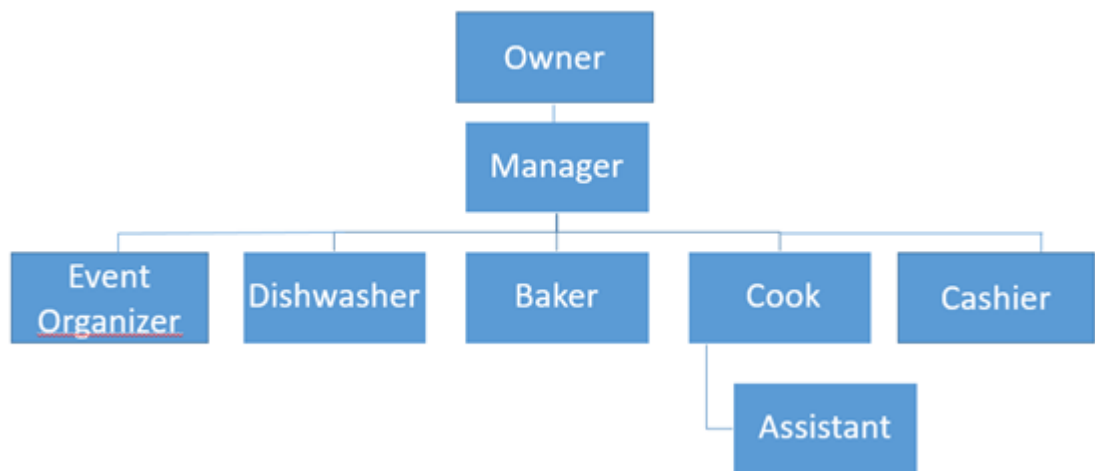 Owner
Manager
Event
Organizer
Dishwasher
Baker
Cook
Cashier
Assistant